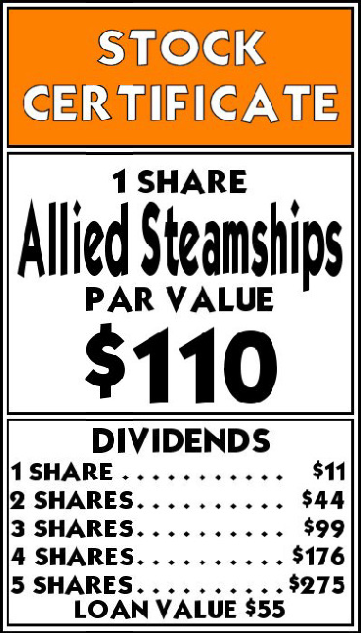 STOCK
CERTIFICATE
1 SHARE
Allied Steamships
PAR VALUE
$110
DIVIDENDS
1 SHARE . . . . . . . . . . . $11
2 SHARES. . . . . . . . . . . $44
3 SHARES. . . . . . . . . . . $99
4 SHARES. . . . . . . . . . $176
5 SHARES. . . . . . . . . . $275
LOAN VALUE $55